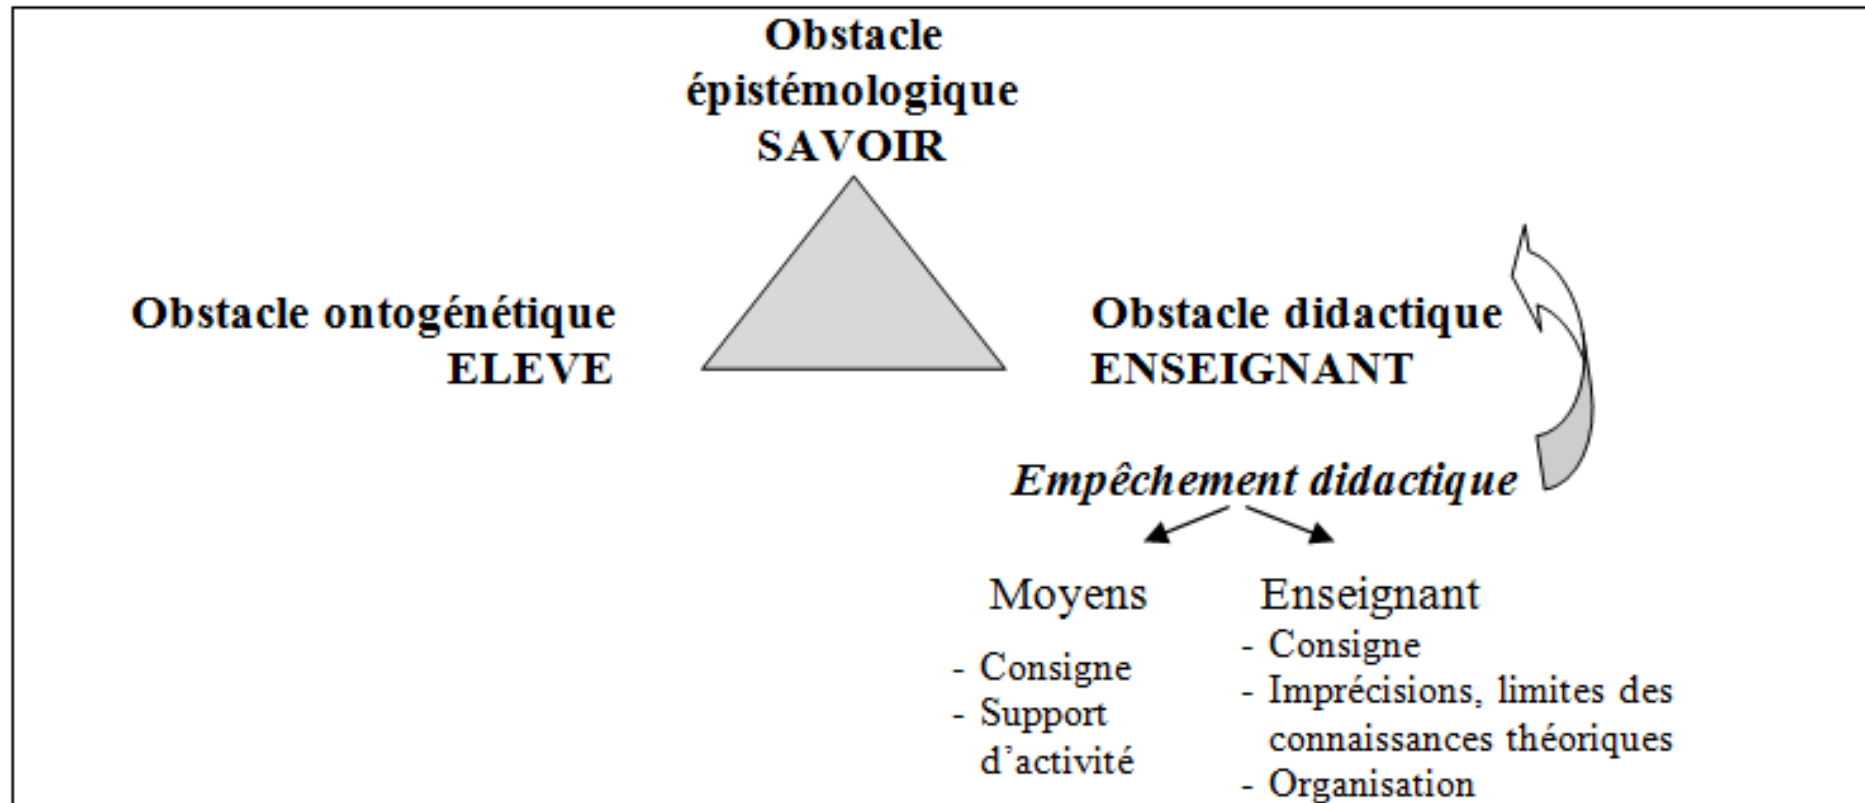 Obstacle
épistémologique
SAVOIR
Obstacle ontogénétique
ELEVE
Obstacle didactique
ENSEIGNANT
Empêchement didactique
Moyens
- Consigne
- Support
d'activité
Enseignant
- Consigne
- Imprécisions, limites des
connaissances théoriques
- Organisation